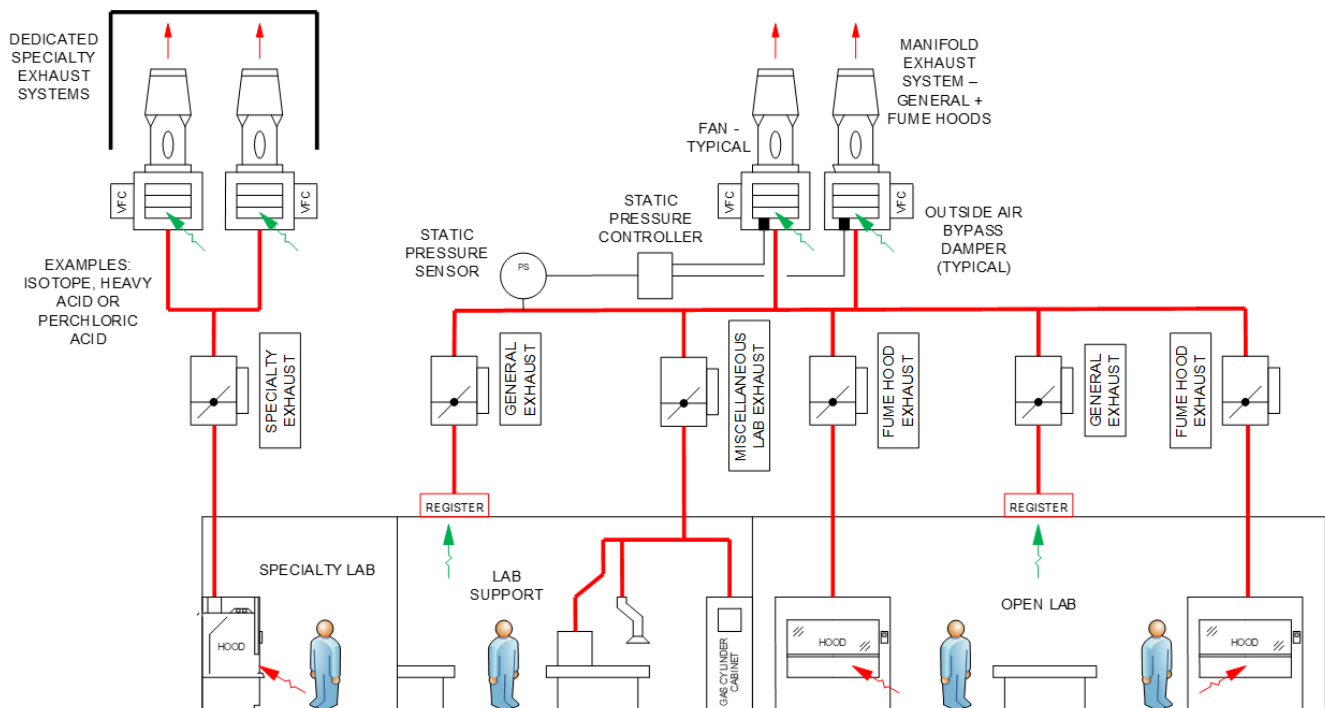 DEDICATED
SPECIALTY
EXHAUST
SYSTEMS
MANIFOLD
EXHAUST
SYSTEM –
GENERAL +
FUME HOODS
FAN -
TYPICAL
VFC
VFC
VFC
VFC
STATIC
PRESSURE
CONTROLLER
OUTSIDE AIR
BYPASS
DAMPER
(TYPICAL)
STATIC
PRESSURE
SENSOR
PS
EXAMPLES:
ISOTOPE, HEAVY
ACID OR
PERCHLORIC
ACID
SPECIALTY
EXHAUST
GENERAL
EXHAUST
MISCELLANEOUS
LAB EXHAUST
FUME HOOD
EXHAUST
GENERAL
EXHAUST
FUME HOOD
EXHAUST
REGISTER
REGISTER
SPECIALTY LAB
LAB
SUPPORT
OPEN LAB
HOOD
GAS CYLINDER
CABINET
HOOD
HOOD